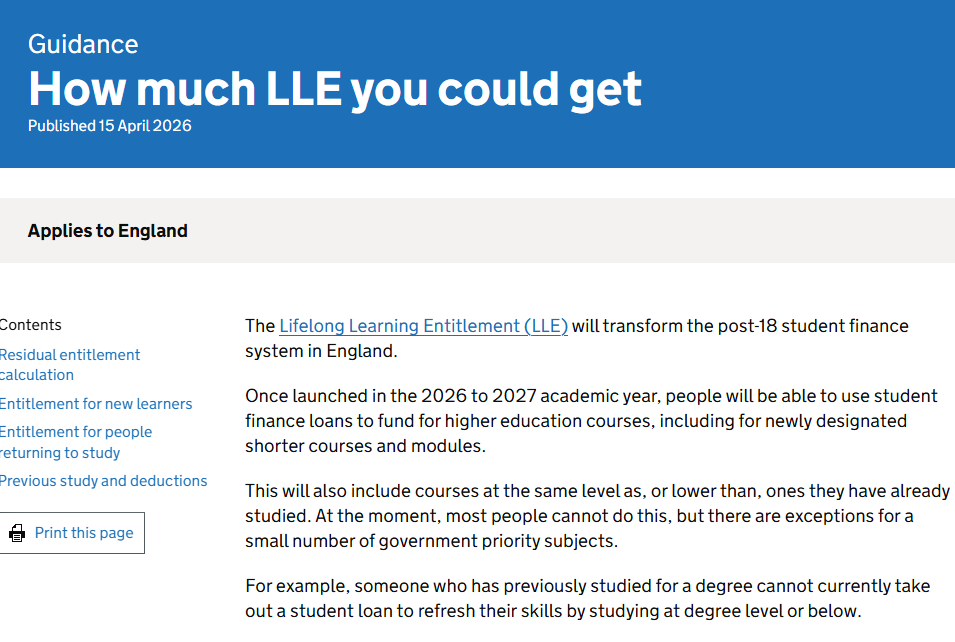 Guidance
How much LLE you could get
Published 15 April 2026
Applies to England
Contents
Residual entitlement
calculation
Entitlement for new learners
Entitlement for people
returning to study
Previous study and deductions
Print this page
The Lifelong Learning Entitlement (LLE) will transform the post-18 student finance
system in England.
Once launched in the 2026 to 2027 academic year, people will be able to use student
finance loans to fund for higher education courses, including for newly designated
shorter courses and modules.
This will also include courses at the same level as, or lower than, ones they have already
studied. At the moment, most people cannot do this, but there are exceptions for a
small number of government priority subjects.
For example, someone who has previously studied for a degree cannot currently take
out a student loan to refresh their skills by studying at degree level or below.